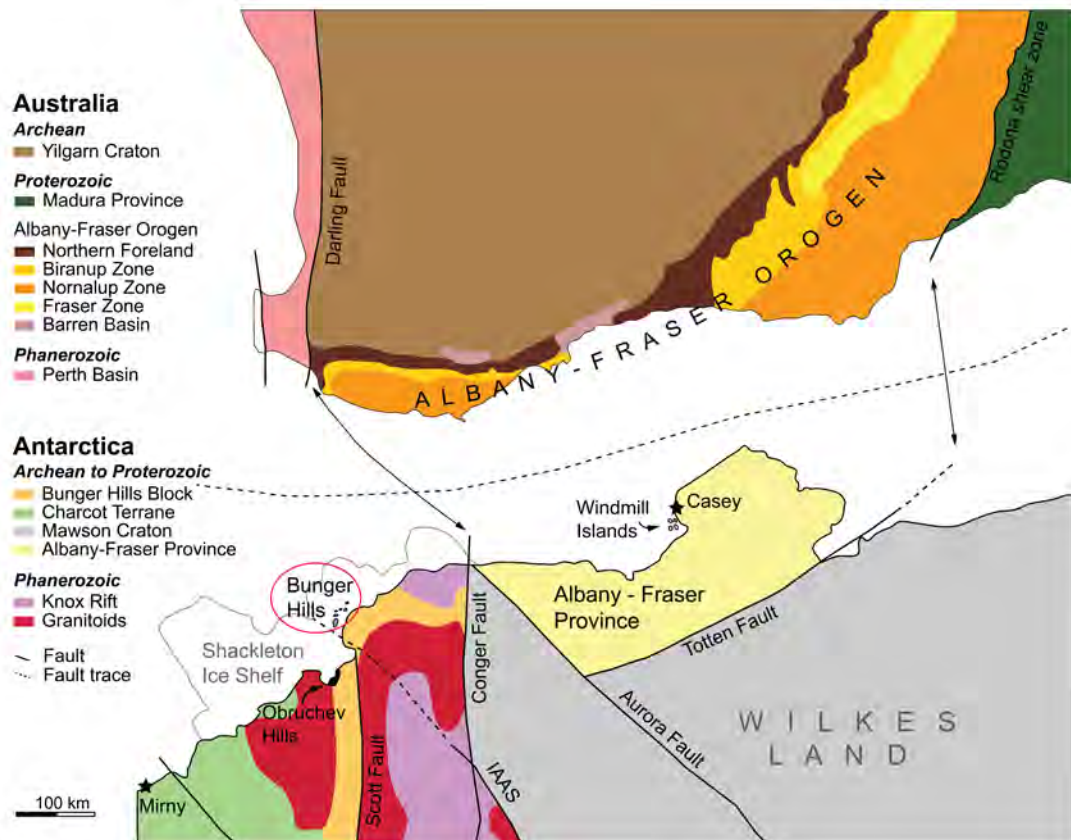 Australia
Archean
Yilgarn Craton
Proterozoic
Madura Province
Albany-Fraser Orogen
Northern Foreland
Biranup Zone
Nornalup Zone
Fraser Zone
Barren Basin
Phanerozoic
Perth Basin
Antarctica
Archean to Proterozoic
Bunger Hills Block
Charcot Terrane
Mawson Craton
Albany-Fraser Province
Phanerozoic
Knox Rift
Granitoids
Fault
Fault trace
100 km
Darling Fault
Rodona shear zone
ALBANY-FRASER OROGEN
Windmill
Islands
Casey
Albany - Fraser
Province
Bunger
Hills
Shackleton
Ice Shelf
Obruchev
Hills
Mirny
Scott Fault
Conger Fault
IAAS
Aurora Fault
Totten Fault
WILKES
LAND